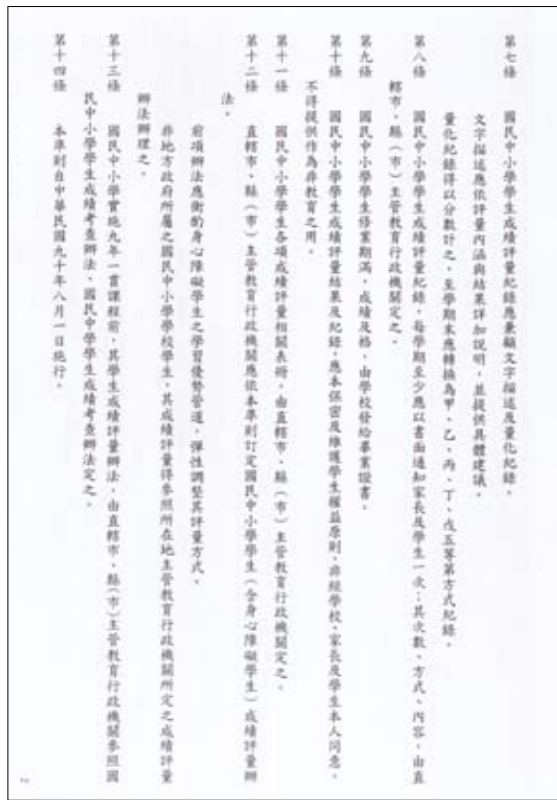 第七條　國民中小學學生成績評量紀錄應兼顧文字描述及量化紀錄。
文字描述應依評量內涵與結果詳加說明，並提供具體建議。
量化紀錄得以分數計之，至學期末應轉換為甲、乙、丙、丁、戊五等第方式紀錄。
第八條　國民中小學學生成績評量紀錄，每學期至少應以書面通知家長及學生一次；其次數、方式、內容，由直
轄市、縣（市）主管教育行政機關定之。
第九條　國民中小學學生修業期滿，成績及格，由學校發給畢業證書。
第十條　國民中小學學生成績評量結果及紀錄，應本保密及維護學生權益原則，非經學校、家長及學生本人同意，
不得提供作為非教育之用。
第十一條　國民中小學學生各項成績評量相關表冊，由直轄市、縣（市）主管教育行政機關定之。
第十二條　直轄市、縣（市）主管教育行政機關應依本準則訂定國民中小學學生（含身心障礙學生）成績評量辦
法。
前項辦法應衡酌身心障礙學生之學習優勢管道，彈性調整其評量方式。
非地方政府所屬之國民中小學學校學生，其成績評量得參照所在地主管教育行政機關所定之成績評量
辦法辦理之。
第十三條　國民中小學實施九年一貫課程前，其學生成績評量辦法，由直轄市、縣（市）主管教育行政機關參照國
民中小學學生成績考查辦法、國民中學學生成績考查辦法定之。
第十四條　本準則自中華民國九十年八月一日施行。
2